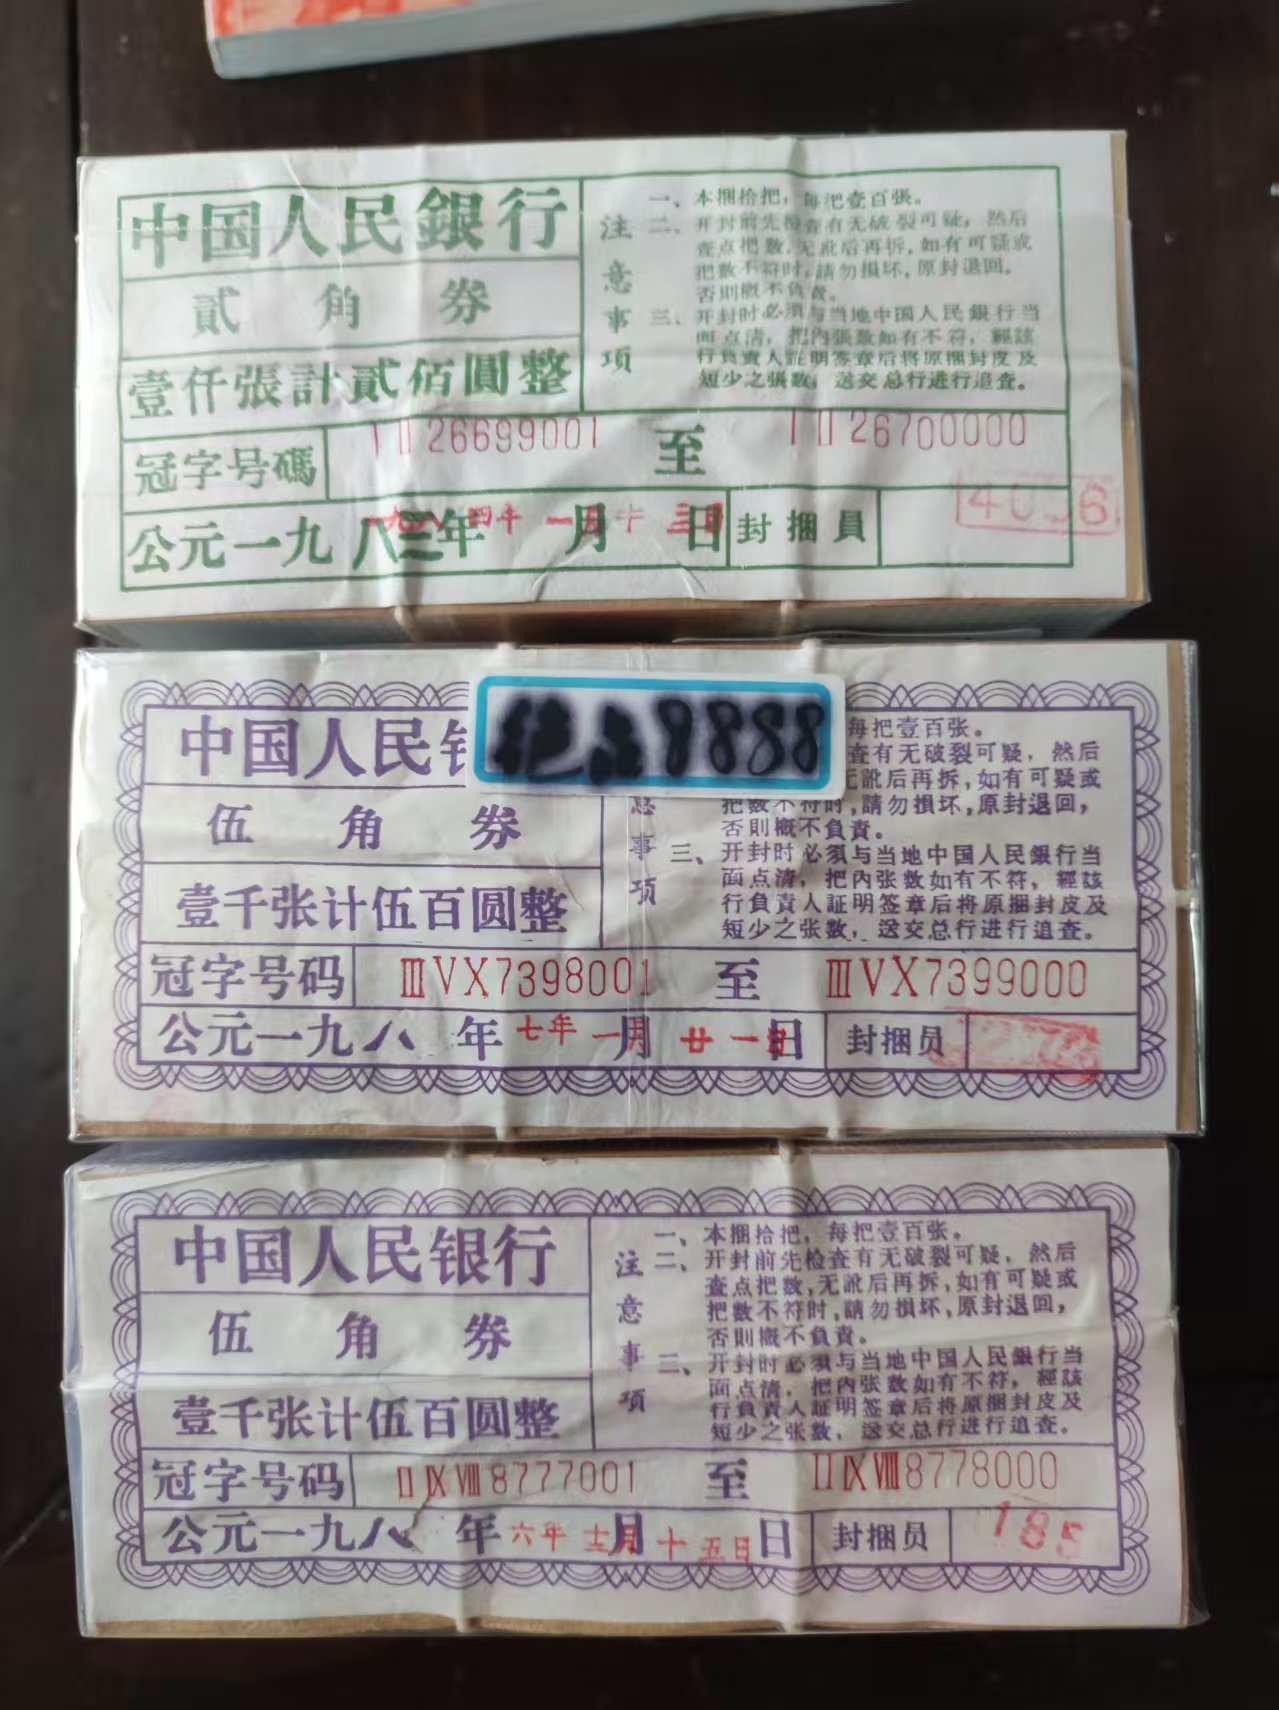 中国人民銀行
貳角券
壹仟張計貳佰圓整
注意事項
一、本捆拾把，每把壹百張。
二、开封前先檢查有无破裂可疑，然后
查点把数，无訛后再拆，如有可疑或
把数不符时，請勿損坏，原封退回，
否則概不負責。
三、开封时必須与当地中国人民銀行当
面点清，把内張数如有不符，經該
行負責人証明签章后将原捆封皮及
短少之張数，送交总行进行追查。
冠字号碼 I II 26699001 至 I II 26700000
公元一九八三年 月 日 封捆員
一九八四年一月十三日
中国人民
8888
伍角券
壹千张计伍百圆整
意事项
每把壹百张。
查有无破裂可疑，然后
无訛后再拆，如有可疑或
把数不符时，請勿損坏，原封退回，
否則概不負責。
三、开封时必須与当地中国人民銀行当
面点清，把内张数如有不符，經該
行負責人証明签章后将原捆封皮及
短少之张数，送交总行进行追查。
冠字号码 III V X 7398001 至 III V X 7399000
公元一九八 年七年一月廿一日 封捆员
中国人民银行
伍角券
壹千张计伍百圆整
注意事项
一、本捆拾把，每把壹百张。
二、开封前先检查有无破裂可疑，然后
查点把数，无訛后再拆，如有可疑或
把数不符时，請勿損坏，原封退回，
否則概不負責。
三、开封时必須与当地中国人民銀行当
面点清，把内张数如有不符，經該
行負責人証明签章后将原捆封皮及
短少之张数，送交总行进行追查。
冠字号码 II IX VIII 8777001 至 II IX VIII 8778000
公元一九八 年六年 月十五日 封捆员 185